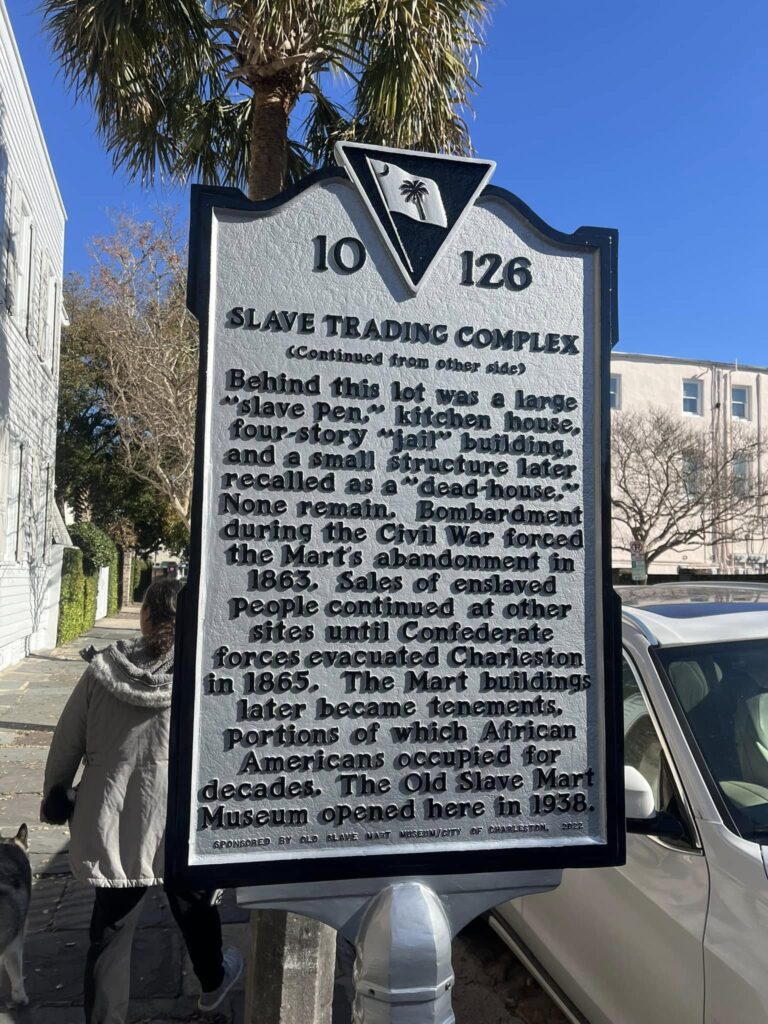 10 126
SLAVE TRADING COMPLEX
(Continued from other side)
Behind this lot was a large
"slave pen," kitchen house,
four-story "jail" building,
and a small structure later
recalled as a "dead-house."
None remain. Bombardment
during the Civil War forced
the Mart's abandonment in
1863. Sales of enslaved
people continued at other
sites until Confederate
forces evacuated Charleston
in 1865. The Mart buildings
later became tenements,
portions of which African
Americans occupied for
decades. The Old Slave Mart
Museum opened here in 1938.
SPONSORED BY OLD SLAVE MART MUSEUM/CITY OF CHARLESTON, 2022